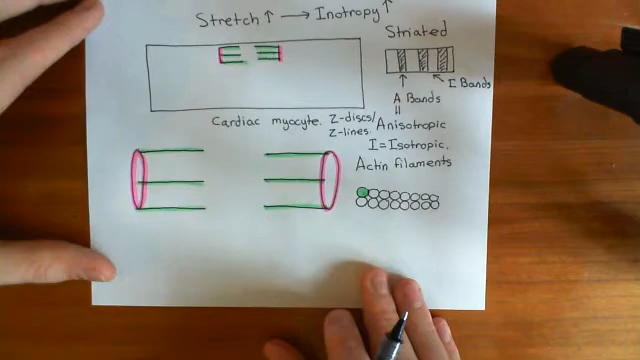 Stretch ↑ → Inotropy ↑
Striated
I Bands
A Bands
=
Anisotropic
I = Isotropic.
Cardiac myocyte.
Z-discs/
Z-lines.
Actin filaments